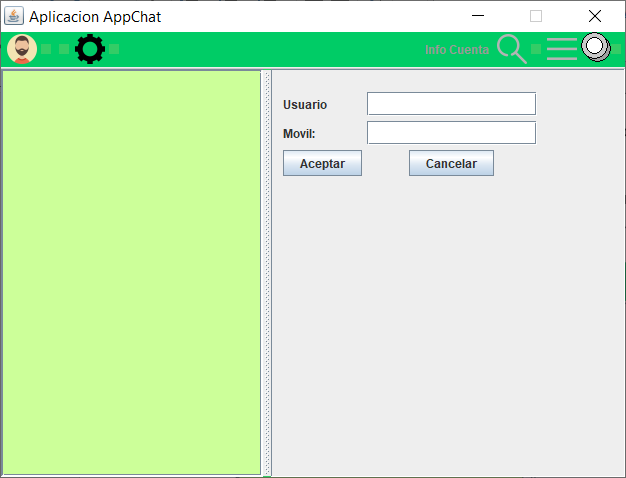 Aplicacion AppChat
Info Cuenta
Usuario
Movil:
Aceptar Cancelar